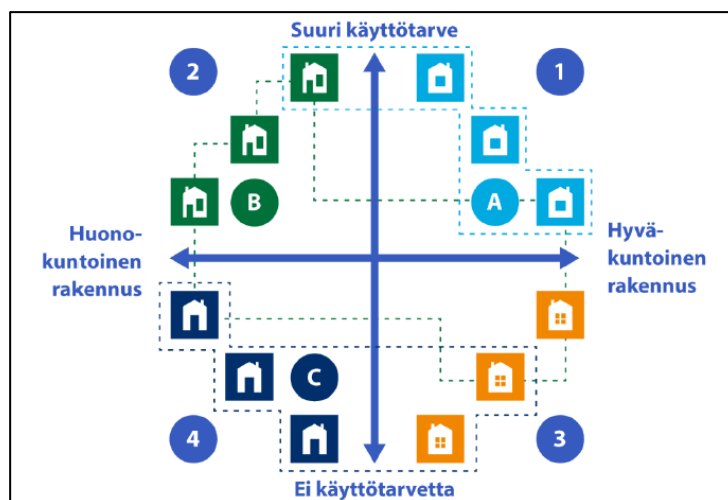 Suuri käyttötarve
2
1
B
A
Huono-
kuntoinen
rakennus
Hyvä-
kuntoinen
rakennus
C
4
3
Ei käyttötarvetta